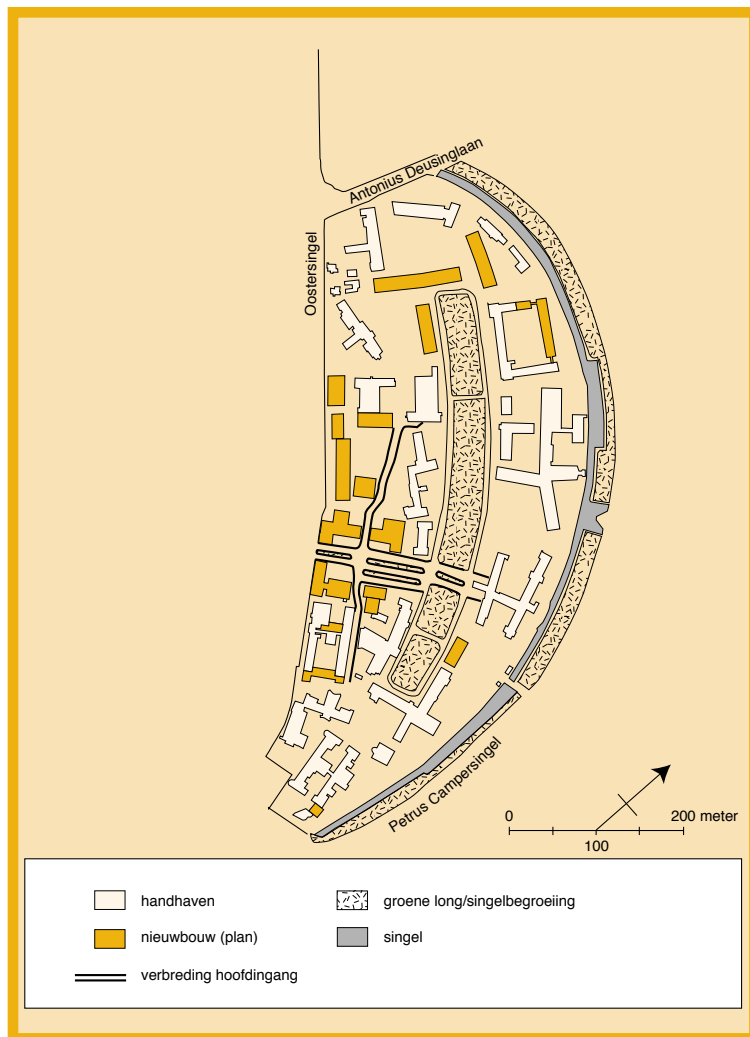 Antonius Deusinglaan
Oostersingel
Petrus Campersingel
0 200 meter
100
handhaven
nieuwbouw (plan)
verbreding hoofdingang
groene long/singelbegroeiing
singel